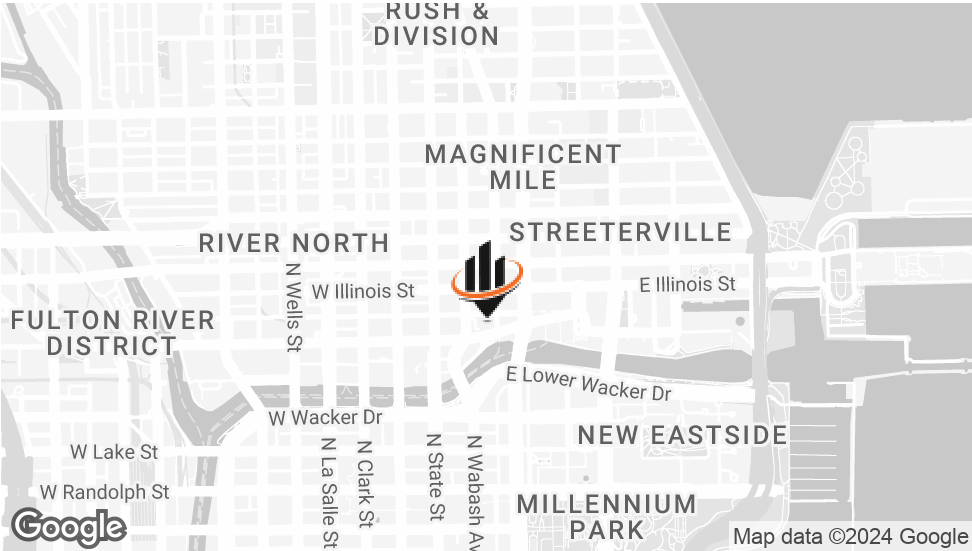 RUSH &
DIVISION
MAGNIFICENT
MILE
STREETERVILLE
RIVER NORTH
N Wells St
W Illinois St
E Illinois St
FULTON RIVER
DISTRICT
E Lower Wacker Dr
W Wacker Dr
NEW EASTSIDE
W Lake St
N La Salle St
N Clark St
N State St
N Wabash Av
W Randolph St
MILLENNIUM
PARK
Google
Map data ©2024 Google